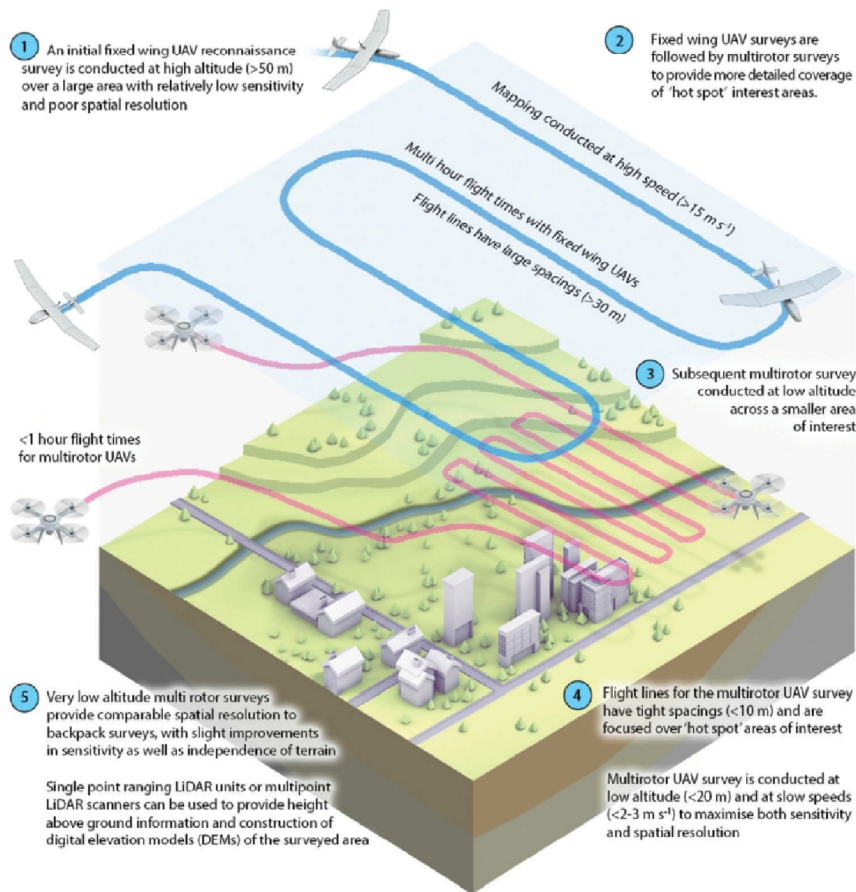 1 An initial fixed wing UAV reconnaissance
survey is conducted at high altitude (>50 m)
over a large area with relatively low sensitivity
and poor spatial resolution
2 Fixed wing UAV surveys are
followed by multirotor surveys
to provide more detailed coverage
of 'hot spot' interest areas.
Mapping conducted at high speed (>15 m s⁻¹)
Multi hour flight times with fixed wing UAVs
Flight lines have large spacings (>30 m)
3 Subsequent multirotor survey
conducted at low altitude
across a smaller area
of interest
<1 hour flight times
for multirotor UAVs
5 Very low altitude multi rotor surveys
provide comparable spatial resolution to
backpack surveys, with slight improvements
in sensitivity as well as independence of terrain
Single point ranging LiDAR units or multipoint
LiDAR scanners can be used to provide height
above ground information and construction of
digital elevation models (DEMs) of the surveyed area
4 Flight lines for the multirotor UAV survey
have tight spacings (<10 m) and are
focused over 'hot spot' areas of interest
Multirotor UAV survey is conducted at
low altitude (<20 m) and at slow speeds
(<2-3 m s⁻¹) to maximise both sensitivity
and spatial resolution